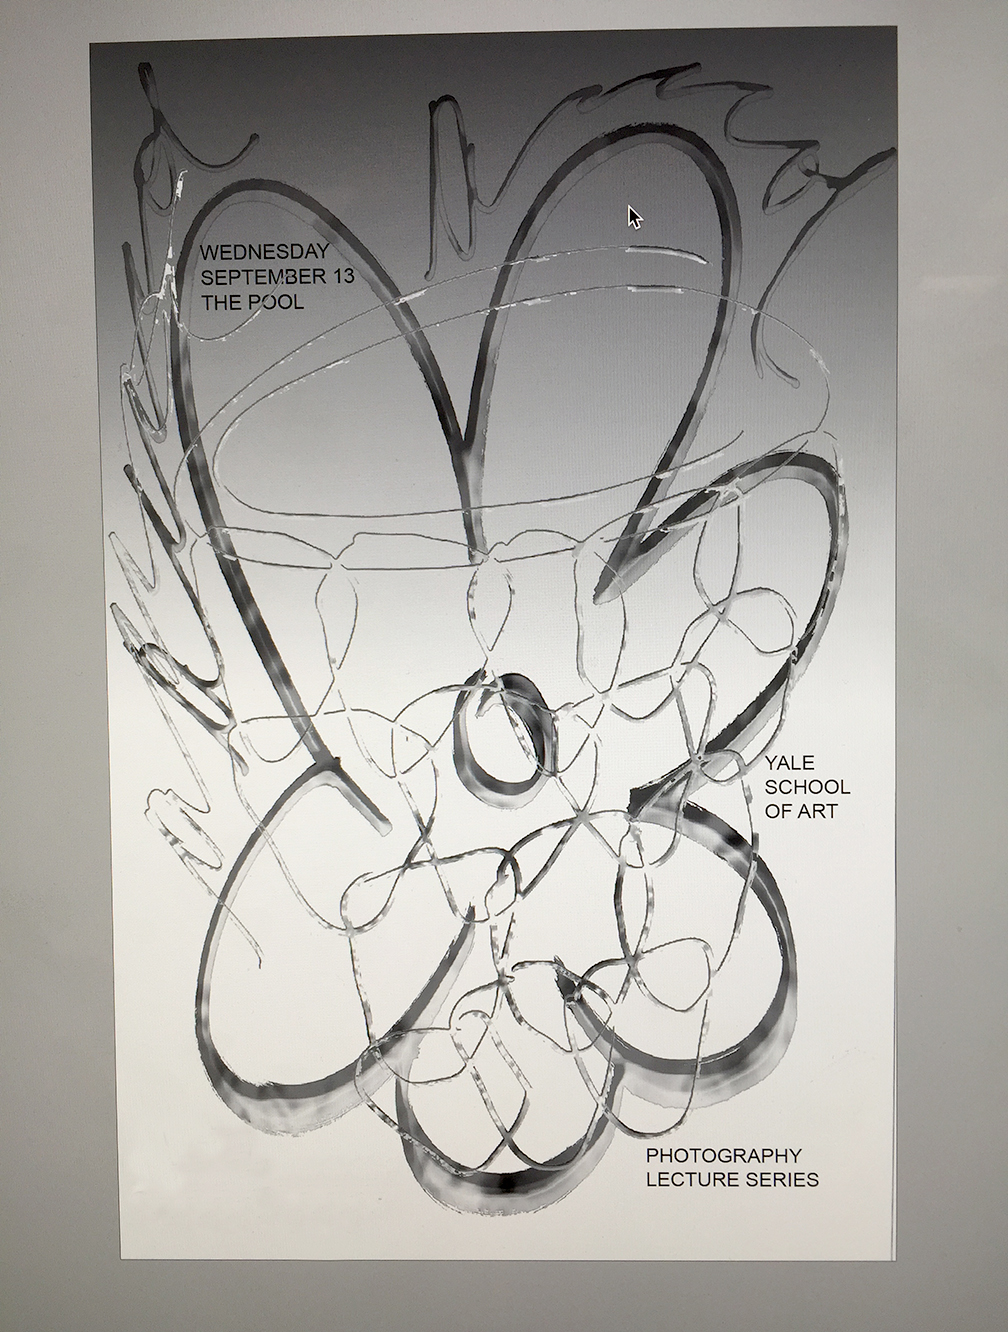 WEDNESDAY
SEPTEMBER 13
THE POOL
YALE
SCHOOL
OF ART
PHOTOGRAPHY
LECTURE SERIES